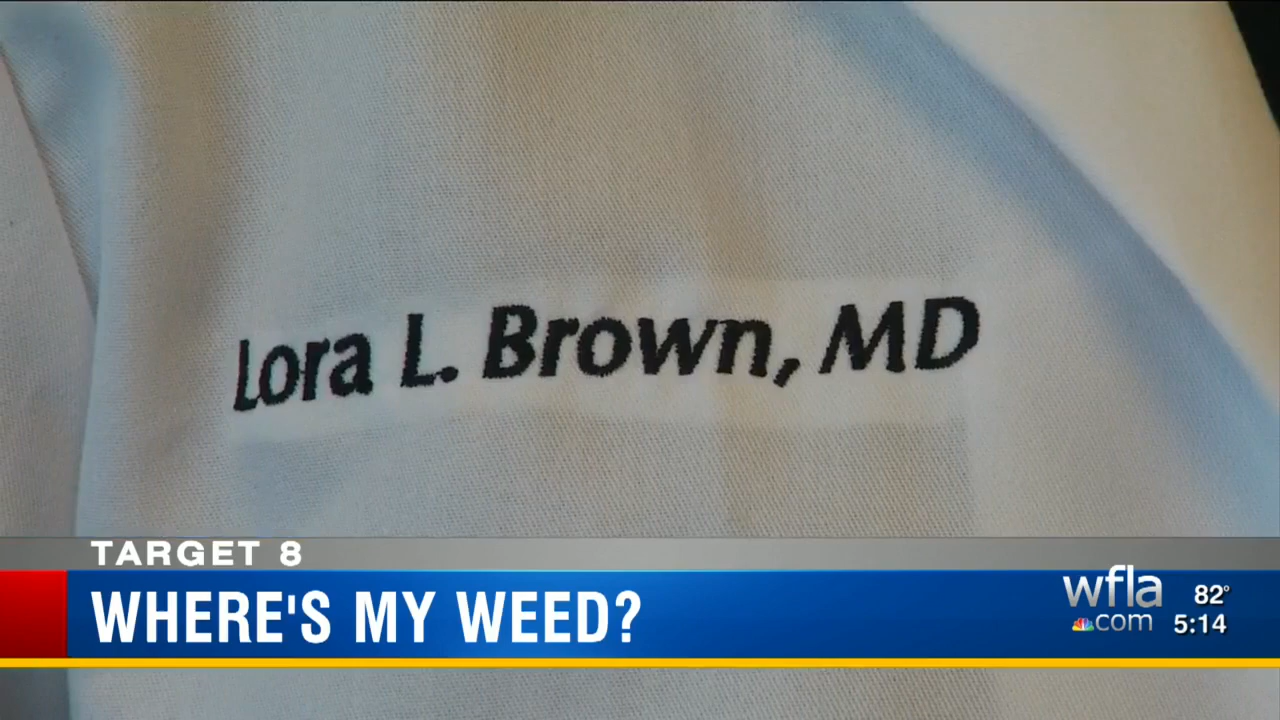 Lora L. Brown, MD
TARGET 8
WHERE'S MY WEED?
wfla 82°
com 5:14